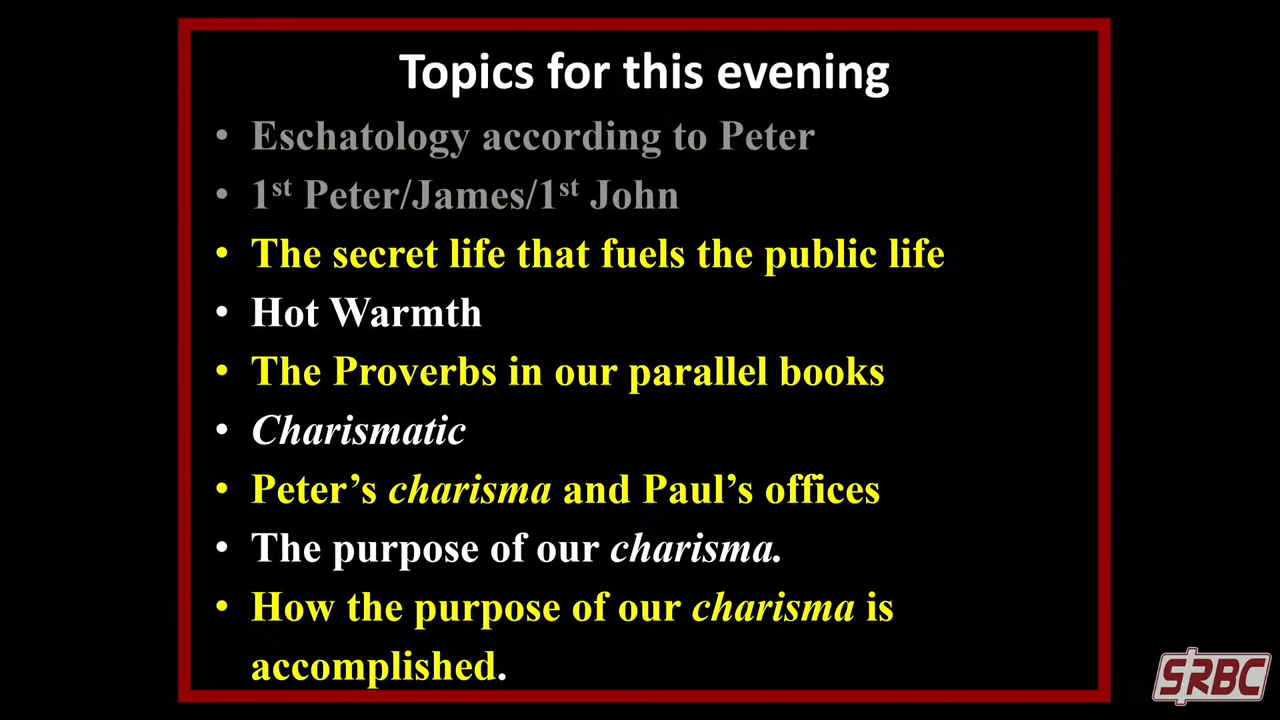 Topics for this evening
• Eschatology according to Peter
• 1st Peter/James/1st John
• The secret life that fuels the public life
• Hot Warmth
• The Proverbs in our parallel books
• Charismatic
• Peter’s charisma and Paul’s offices
• The purpose of our charisma.
• How the purpose of our charisma is
accomplished.
SRBC